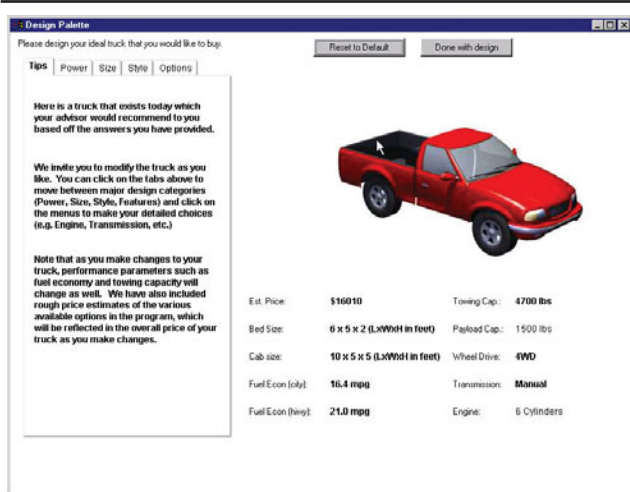 Design Palette
Please design your ideal truck that you would like to buy.
Reset to Default
Done with design
Tips Power Size Style Options
Here is a truck that exists today which
your advisor would recommend to you
based off the answers you have provided.
We invite you to modify the truck as you
like. You can click on the tabs above to
move between major design categories
(Power, Size, Style, Features) and click on
the menus to make your detailed choices
(e.g. Engine, Transmission, etc.)
Note that as you make changes to your
truck, performance parameters such as
fuel economy and towing capacity will
change as well. We have also included
rough price estimates of the various
available options in the program, which
will be reflected in the overall price of your
truck as you make changes.
Est. Price: $16010 Towing Cap.: 4700 lbs
Bed Size: 6 x 5 x 2 (LxWxH in feet) Payload Cap.: 1500 lbs
Cab size: 10 x 5 x 5 (LxWxH in feet) Wheel Drive: 4WD
Fuel Econ (city): 16.4 mpg Transmission: Manual
Fuel Econ (hwy): 21.0 mpg Engine: 6 Cylinders